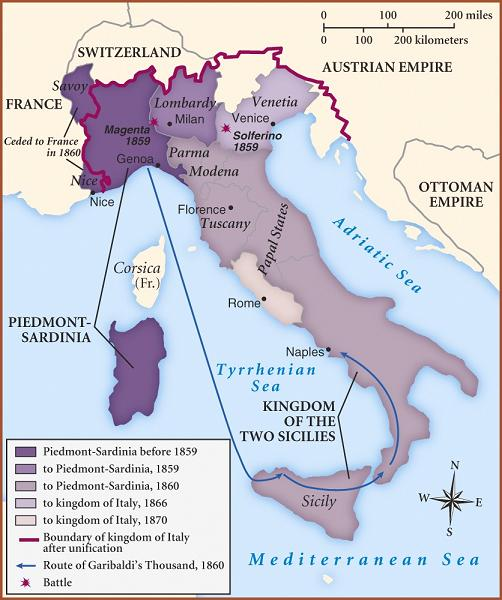 0 100 200 miles
0 100 200 kilometers
SWITZERLAND
AUSTRIAN EMPIRE
Savoy
FRANCE
Lombardy
Venetia
Milan
Venice
Magenta
1859
Solferino
1859
Ceded to France
in 1860
Genoa
Parma
Modena
Nice
Nice
OTTOMAN
EMPIRE
Florence
Tuscany
Papal States
Adriatic Sea
Corsica
(Fr.)
Rome
PIEDMONT-
SARDINIA
Naples
Tyrrhenian
Sea
KINGDOM
OF THE
TWO SICILIES
Sicily
N
W E
S
Mediterranean Sea
Piedmont-Sardinia before 1859
to Piedmont-Sardinia, 1859
to Piedmont-Sardinia, 1860
to kingdom of Italy, 1866
to kingdom of Italy, 1870
Boundary of kingdom of Italy
after unification
Route of Garibaldi's Thousand, 1860
Battle